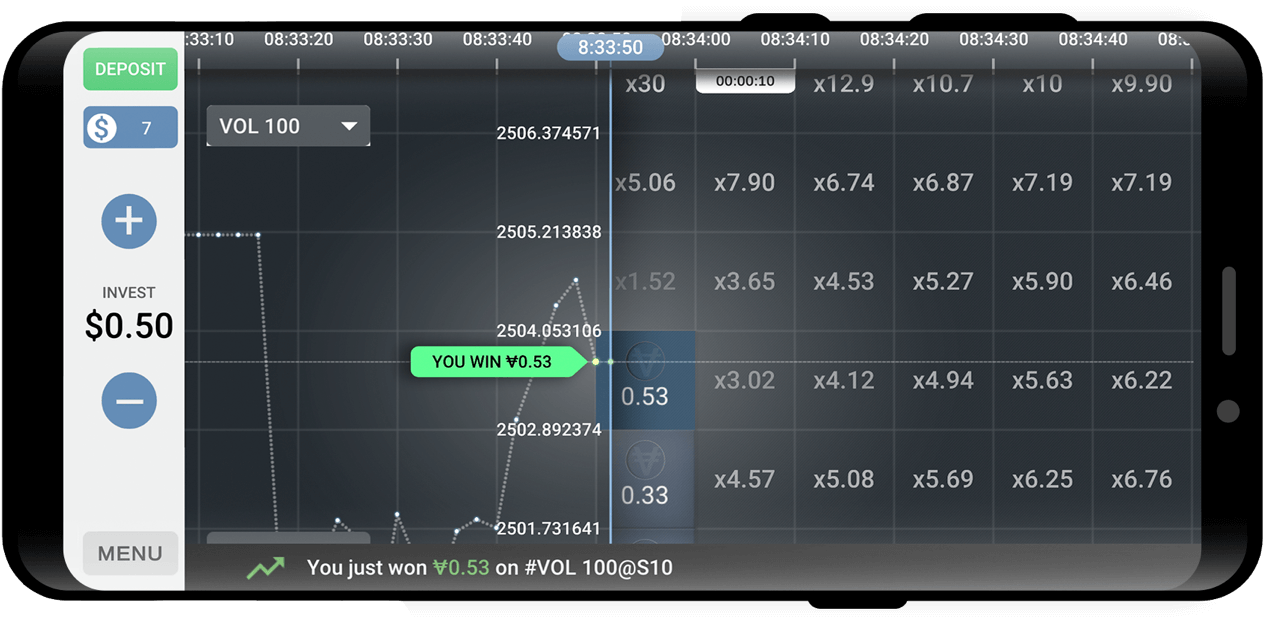 DEPOSIT
$ 7
INVEST
$0.50
MENU
:33:10 08:33:20 08:33:30 08:33:40 8:33:50 08:34:00 08:34:10 08:34:20 08:34:30 08:34:40 08:
VOL 100
00:00:10
x30 x12.9 x10.7 x10 x9.90
2506.374571
x5.06 x7.90 x6.74 x6.87 x7.19 x7.19
2505.213838
x1.52 x3.65 x4.53 x5.27 x5.90 x6.46
2504.053106
YOU WIN ₩0.53
₩
0.53 x3.02 x4.12 x4.94 x5.63 x6.22
2502.892374
₩
0.33 x4.57 x5.08 x5.69 x6.25 x6.76
2501.731641
You just won ₩0.53 on #VOL 100@S10